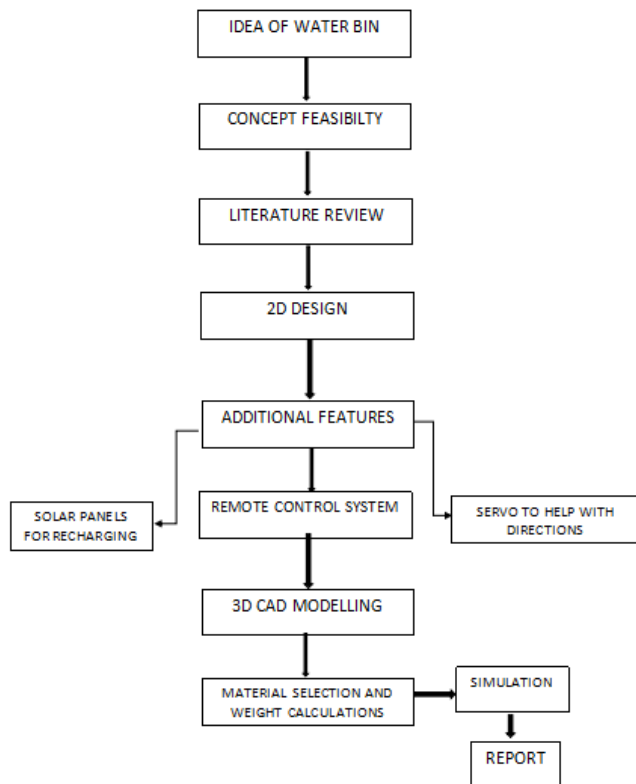 IDEA OF WATER BIN
CONCEPT FEASIBILTY
LITERATURE REVIEW
2D DESIGN
ADDITIONAL FEATURES
SOLAR PANELS
FOR RECHARGING
REMOTE CONTROL SYSTEM
SERVO TO HELP WITH
DIRECTIONS
3D CAD MODELLING
MATERIAL SELECTION AND
WEIGHT CALCULATIONS
SIMULATION
REPORT